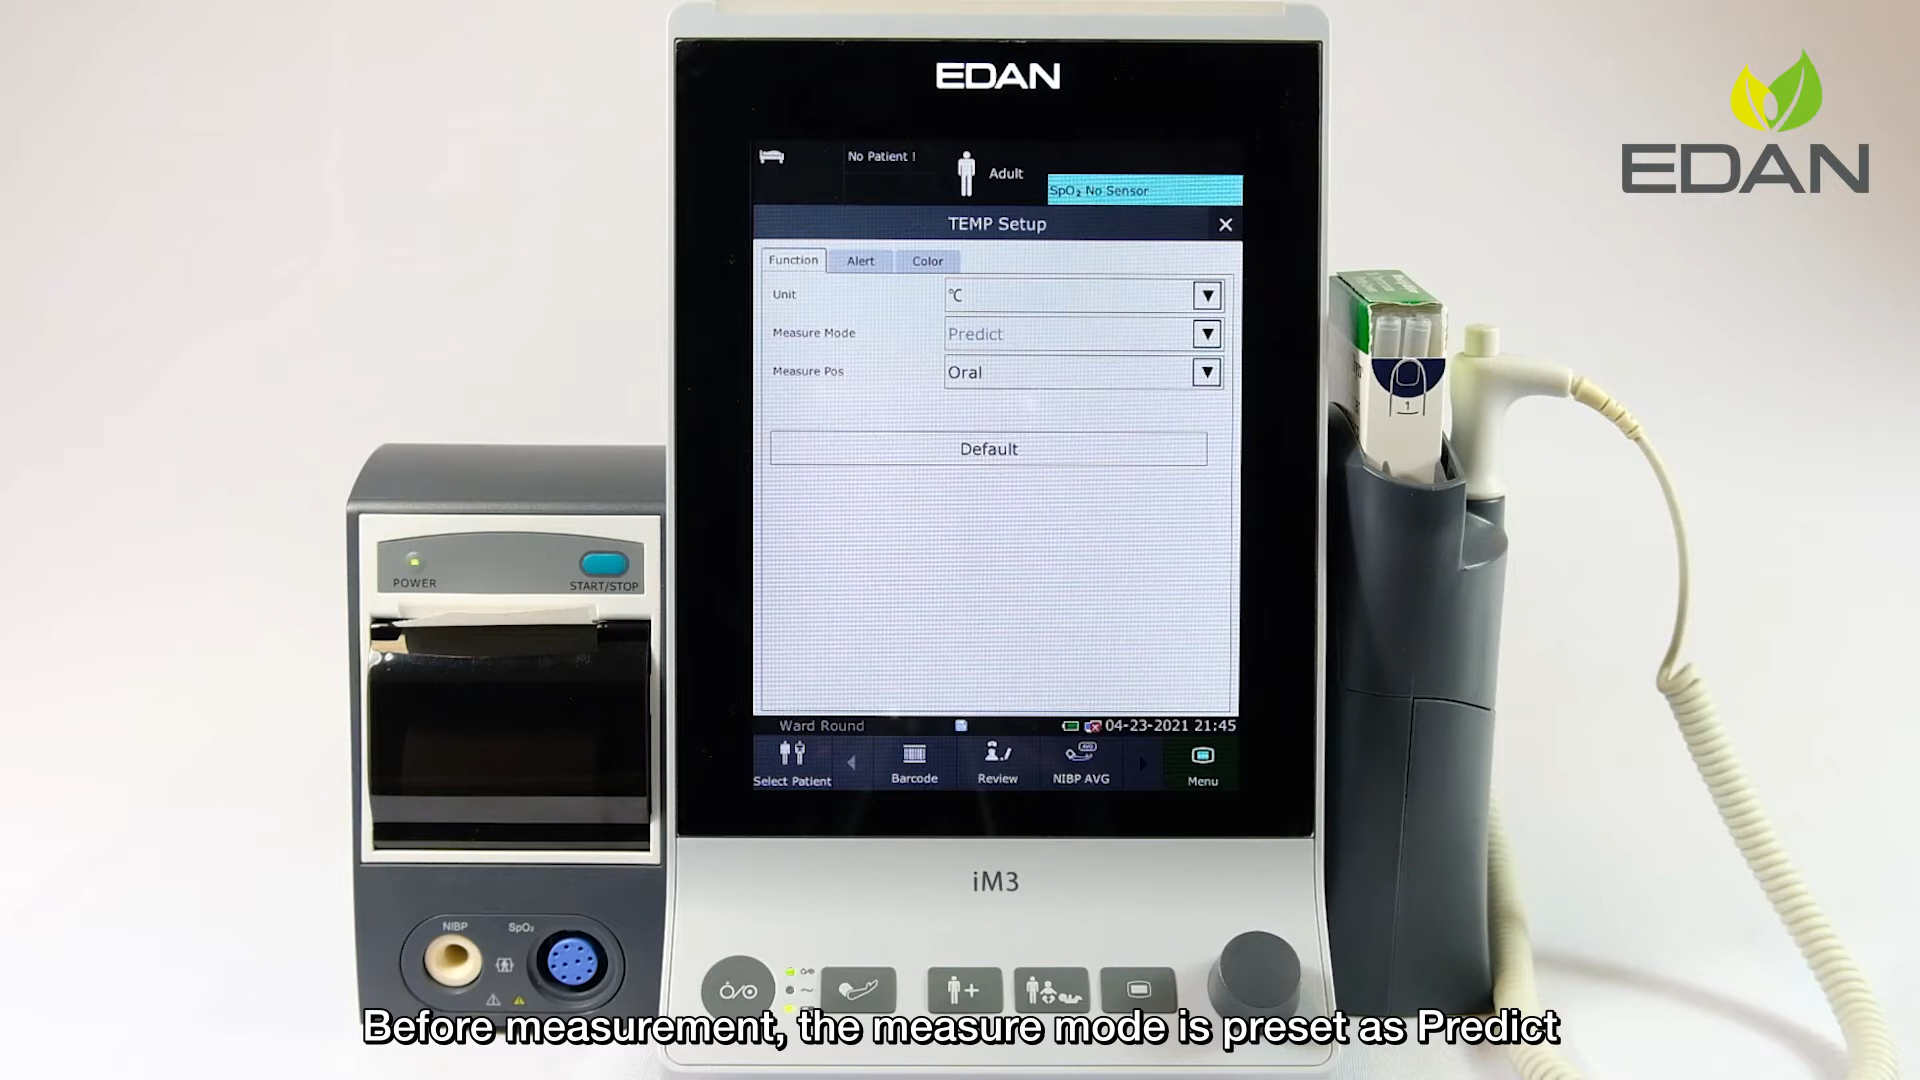 EDAN
EDAN
No Patient !
Adult
SpO₂ No Sensor
TEMP Setup
Function Alert Color
Unit ℃
Measure Mode Predict
Measure Pos Oral
Default
Ward Round 04-23-2021 21:45
Select Patient Barcode Review NIBP AVG Menu
POWER START/STOP
iM3
NIBP SpO₂
1
Before measurement, the measure mode is preset as Predict